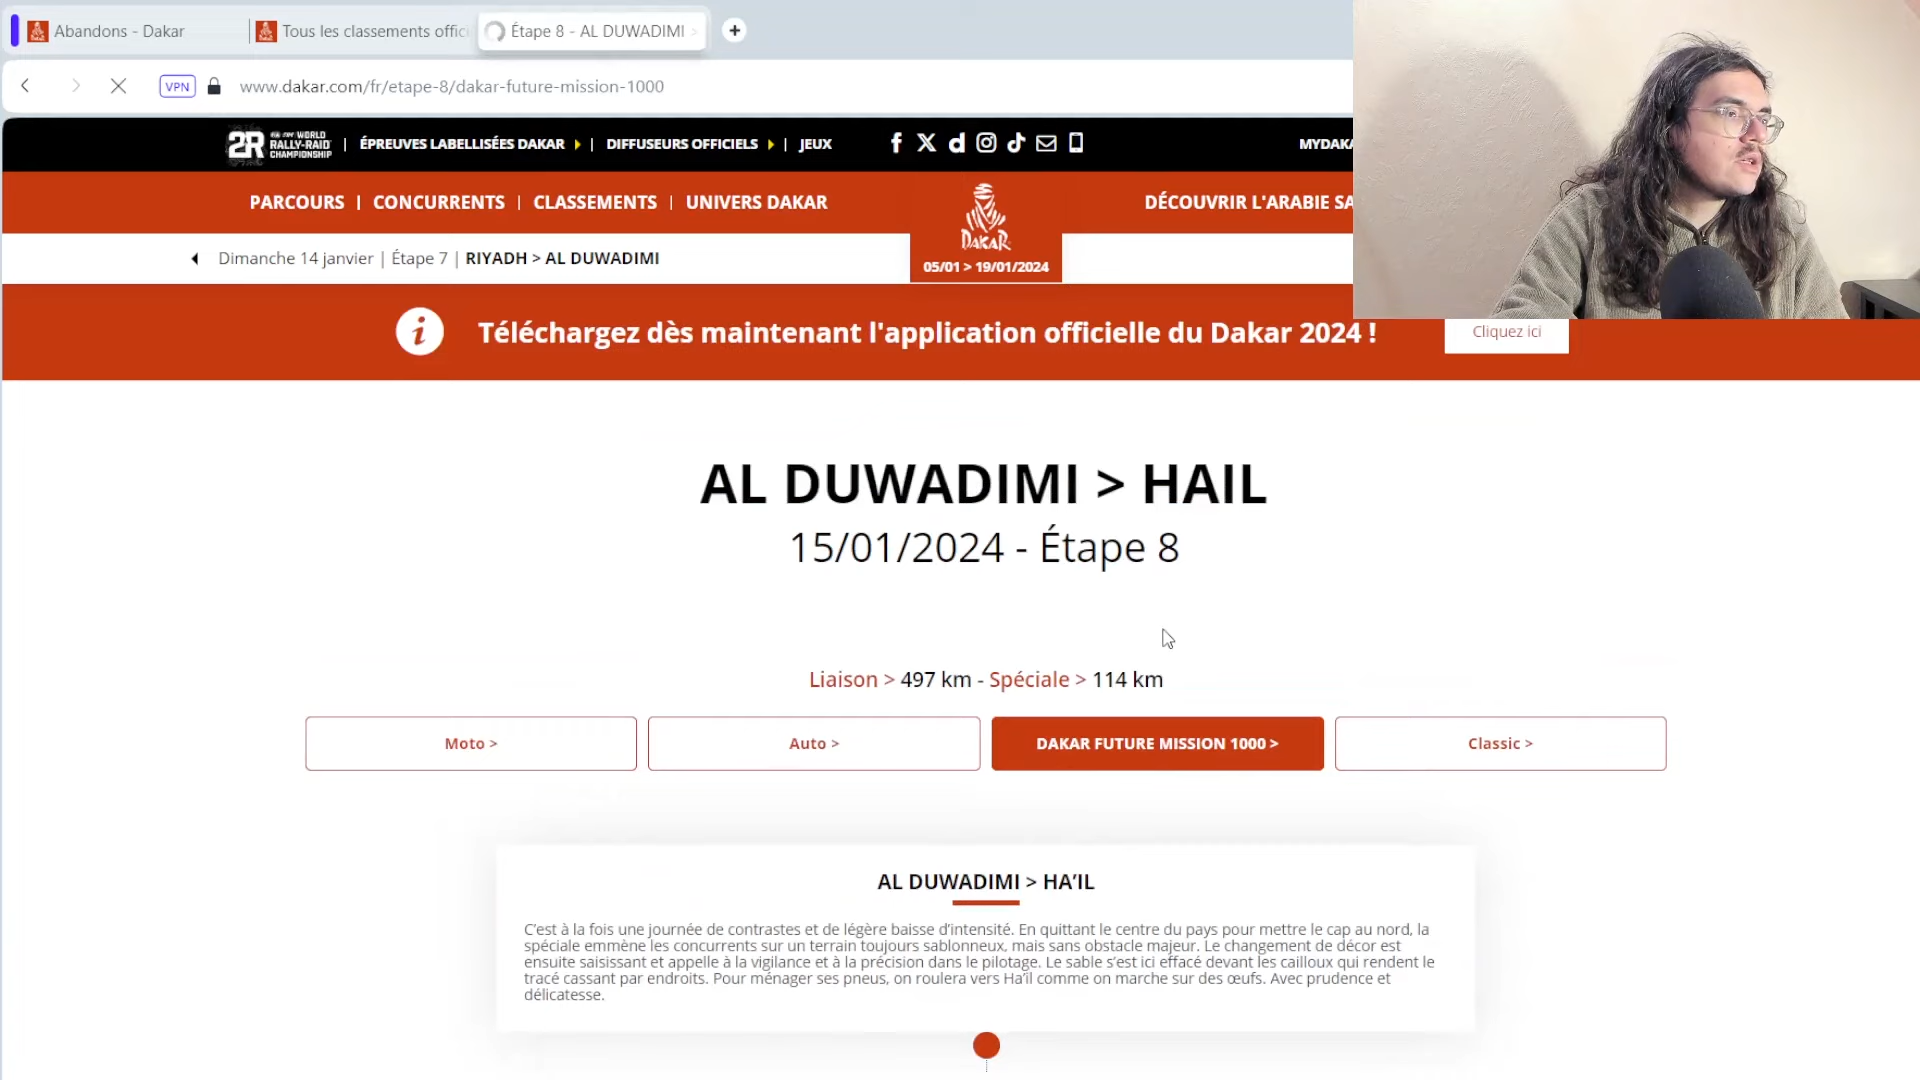 Abandons - Dakar
Tous les classements offic
Étape 8 - AL DUWADIMI >
VPN
www.dakar.com/fr/etape-8/dakar-future-mission-1000
2R WORLD RALLY-RAID CHAMPIONSHIP | ÉPREUVES LABELLISÉES DAKAR | DIFFUSEURS OFFICIELS | JEUX
MYDAKA
PARCOURS | CONCURRENTS | CLASSEMENTS | UNIVERS DAKAR
DAKAR
DÉCOUVRIR L'ARABIE SA
Dimanche 14 janvier | Étape 7 | RIYADH > AL DUWADIMI
05/01 > 19/01/2024
Téléchargez dès maintenant l'application officielle du Dakar 2024 !
Cliquez ici
AL DUWADIMI > HAIL
15/01/2024 - Étape 8
Liaison > 497 km - Spéciale > 114 km
Moto >
Auto >
DAKAR FUTURE MISSION 1000 >
Classic >
AL DUWADIMI > HA'IL
C'est à la fois une journée de contrastes et de légère baisse d'intensité. En quittant le centre du pays pour mettre le cap au nord, la
spéciale emmène les concurrents sur un terrain toujours sablonneux, mais sans obstacle majeur. Le changement de décor est
ensuite saisissant et appelle à la vigilance et à la précision dans le pilotage. Le sable s'est ici effacé devant les cailloux qui rendent le
tracé cassant par endroits. Pour ménager ses pneus, on roulera vers Ha'il comme on marche sur des œufs. Avec prudence et
délicatesse.